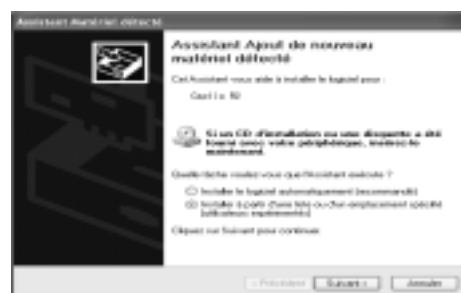 Assistant Matériel détecté
Assistant Ajout de nouveau
matériel détecté
Cet Assistant vous aide à installer le logiciel pour :
Si un CD d'installation ou une disquette a été
fourni avec votre périphérique, insérez-le
maintenant.
Quelle tâche voulez-vous que l'Assistant exécute ?
Installer le logiciel automatiquement (recommandé)
Installer à partir d'une liste ou d'un emplacement spécifié
(utilisateurs expérimentés)
Cliquez sur Suivant pour continuer.
< Précédent
Suivant >
Annuler